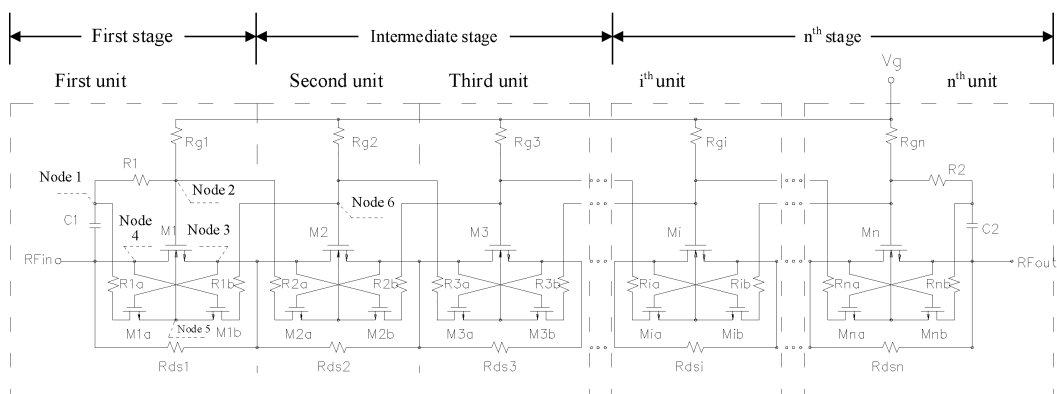 First stage
Intermediate stage
nth stage
First unit
Second unit
Third unit
ith unit
nth unit
Vg
Rg1
Rg2
Rg3
Rgi
Rgn
R1
R2
Node 1
Node 2
Node 6
C1
Node 4
Node 3
C2
M1
M2
M3
Mi
Mn
RFin
RFout
R1a
R1b
R2a
R2b
R3a
R3b
Ria
Rib
Rna
Rnb
M1a
Node 5
M1b
M2a
M2b
M3a
M3b
Mia
Mib
Mna
Mnb
Rds1
Rds2
Rds3
Rdsi
Rdsn